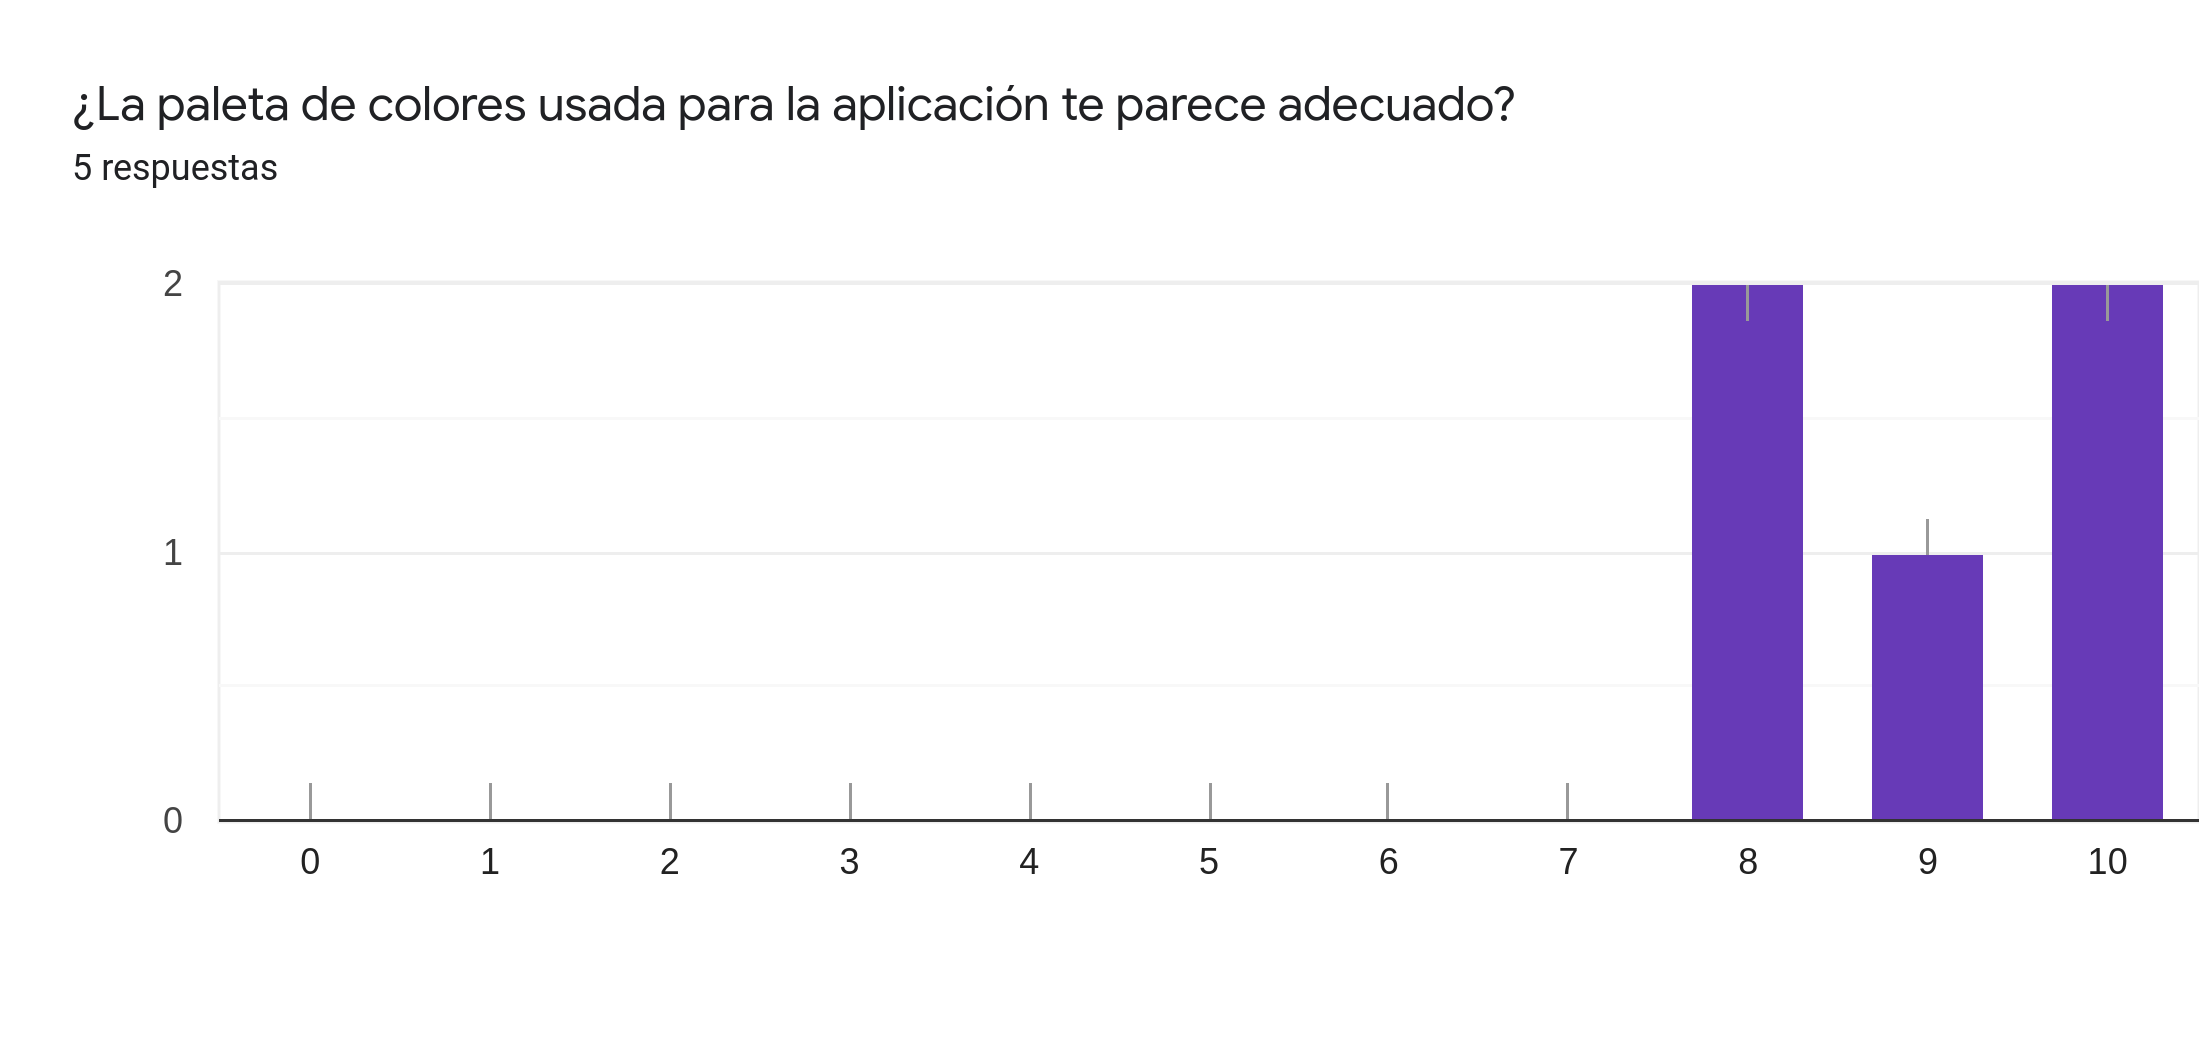 ¿La paleta de colores usada para la aplicación te parece adecuado?
5 respuestas
2
1
0
0 1 2 3 4 5 6 7 8 9 10